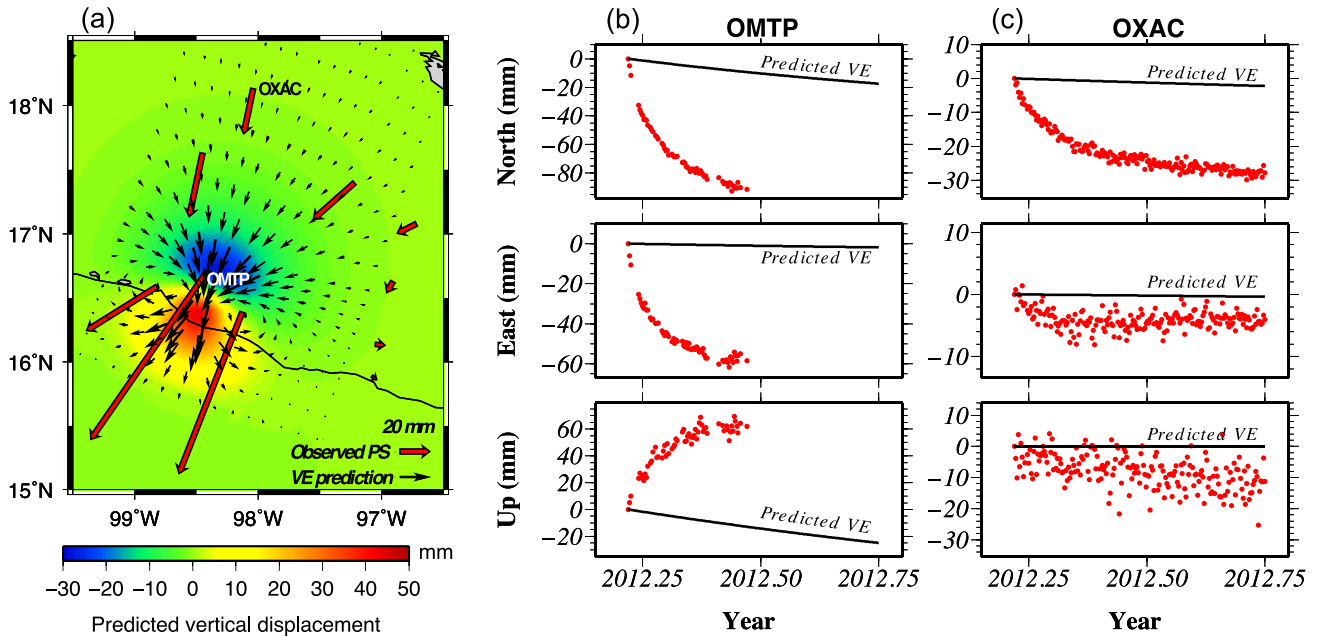 (a)
18°N
17°N
16°N
15°N
99°W
98°W
97°W
OXAC
OMTP
20 mm
Observed PS
VE prediction
mm
−30 −20 −10 0 10 20 30 40 50
Predicted vertical displacement
(b)
OMTP
North (mm)
0
−20
−40
−60
−80
Predicted VE
East (mm)
0
−20
−40
−60
Predicted VE
Up (mm)
60
40
20
0
−20
Predicted VE
2012.25 2012.50 2012.75
Year
(c)
OXAC
10
0
−10
−20
−30
Predicted VE
10
0
−10
Predicted VE
10
0
−10
−20
−30
Predicted VE
2012.25 2012.50 2012.75
Year